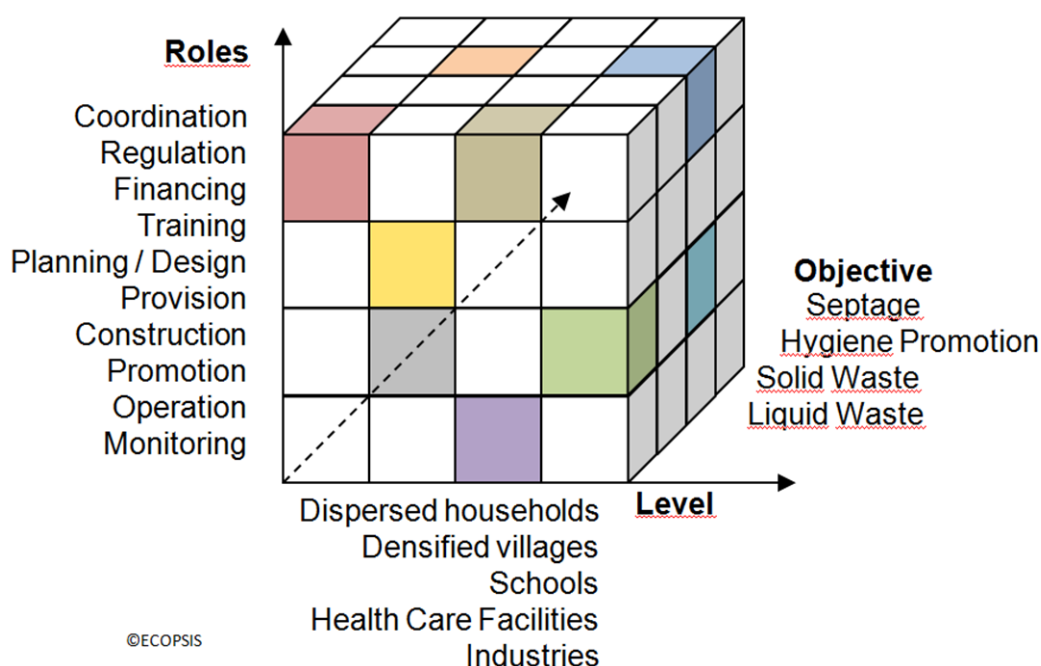 Roles
Coordination
Regulation
Financing
Training
Planning / Design
Provision
Construction
Promotion
Operation
Monitoring
Objective
Septage
Hygiene Promotion
Solid Waste
Liquid Waste
Level
Dispersed households
Densified villages
Schools
Health Care Facilities
Industries
©ECOPSIS